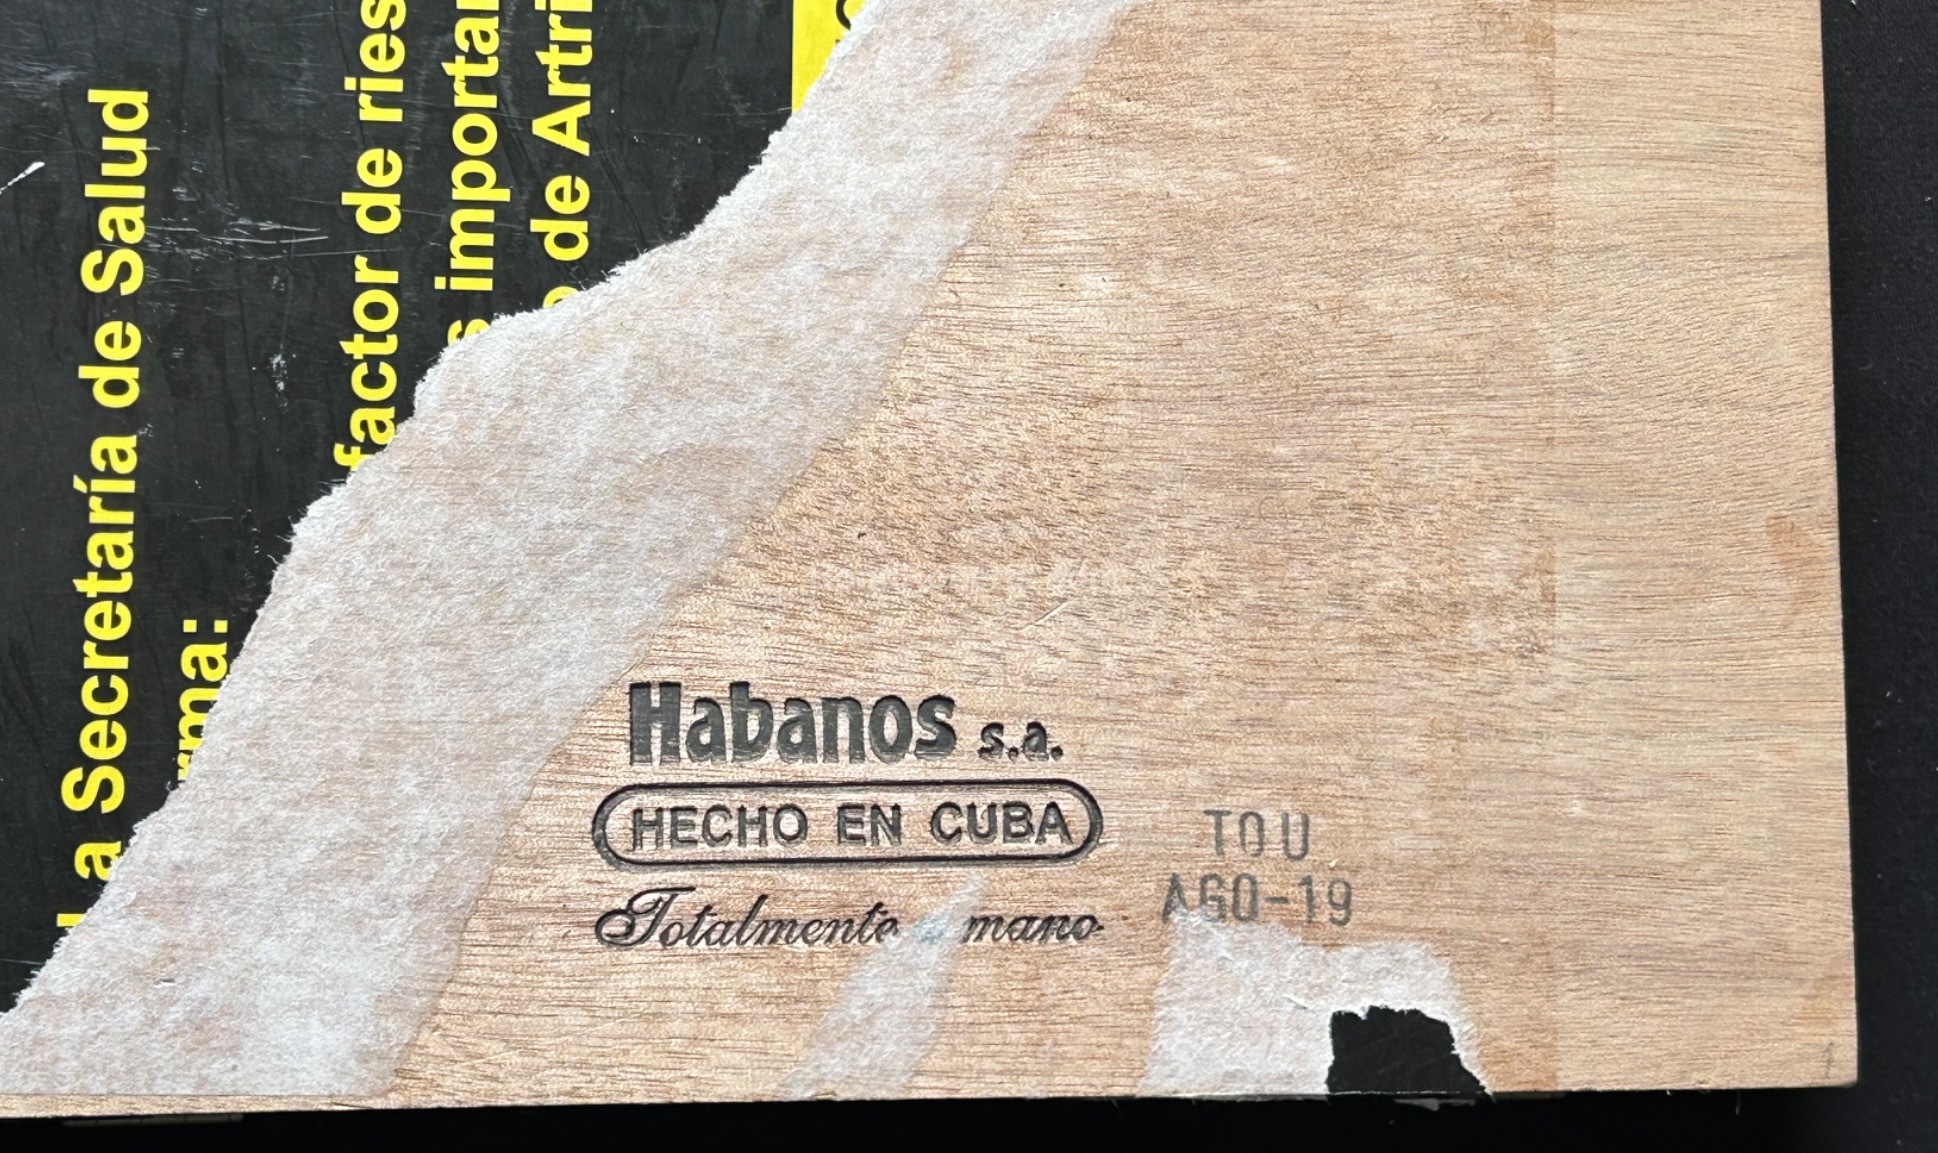 La Secretaría de Salud
rma:
factor de ries
s importa
de Artri
Habanos s.a.
HECHO EN CUBA
Totalmente a mano
TOU
AGO-19